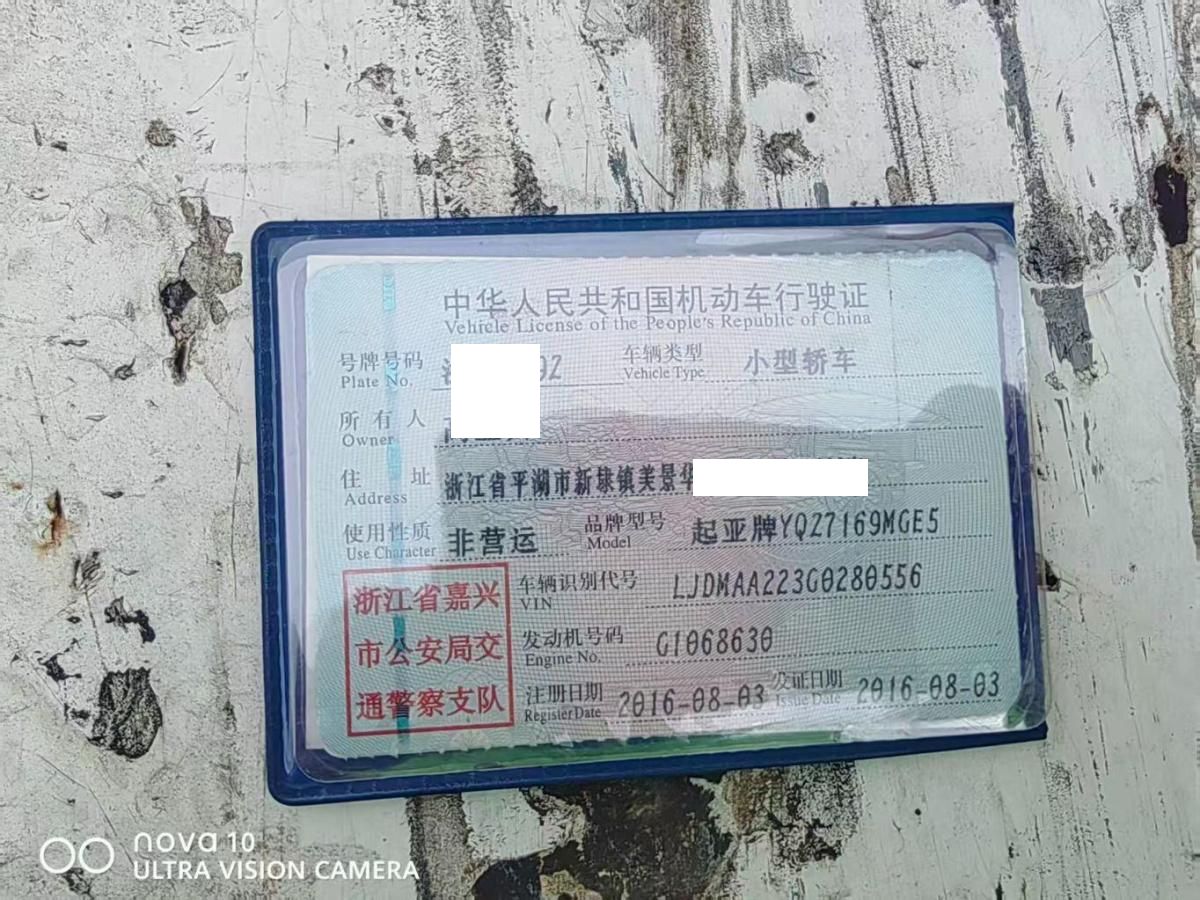 中华人民共和国机动车行驶证
Vehicle License of the People's Republic of China
号牌号码 92 车辆类型 小型轿车
Plate No. Vehicle Type
所有人
Owner
住址 浙江省平湖市新埭镇美景华
Address
使用性质 非营运 品牌型号 起亚牌YQZ7169MGE5
Use Character Model
浙江省嘉兴 车辆识别代号 LJDMAA223G0280556
VIN
市公安局交 发动机号码 G1068630
Engine No.
通警察支队 注册日期 2016-08-03 发证日期 2016-08-03
Register Date Issue Date
nova 10
ULTRA VISION CAMERA